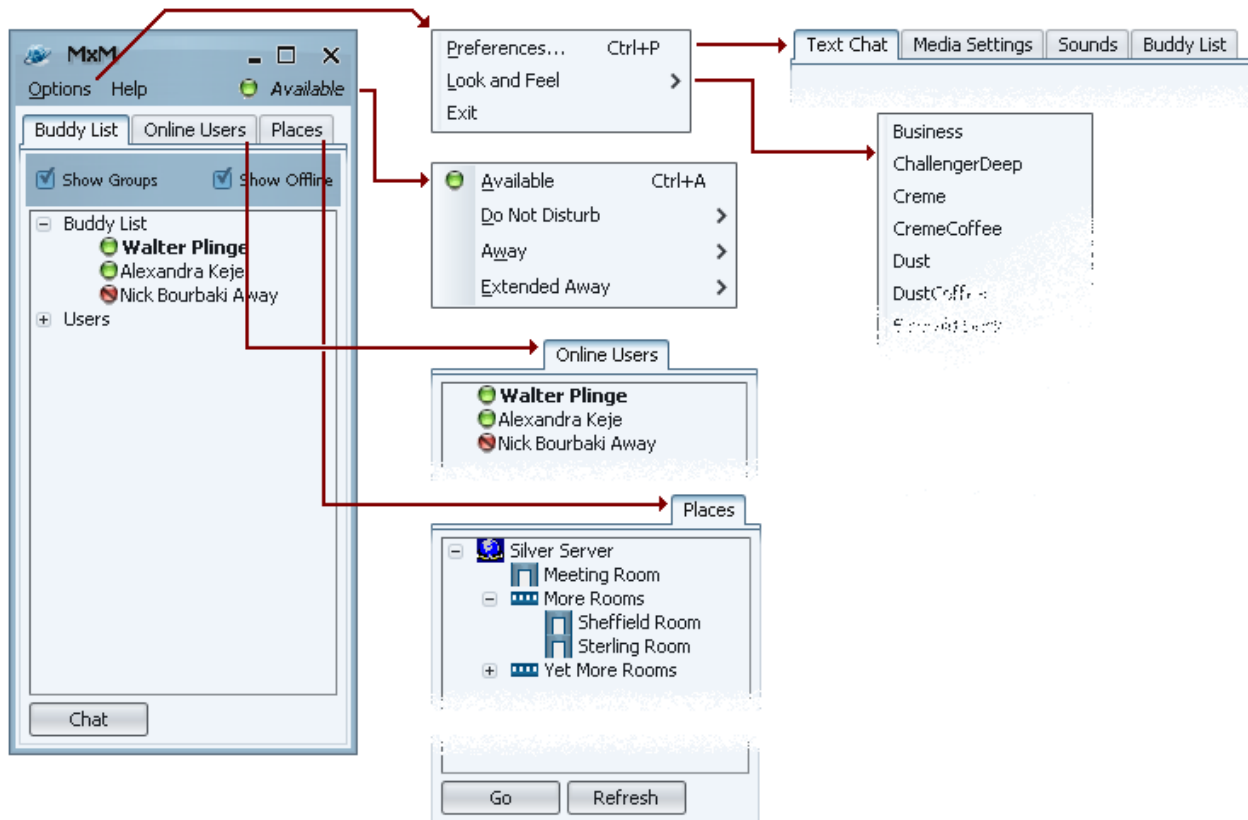 MxM
Options Help Available
Buddy List Online Users Places
Show Groups Show Offline
Buddy List
Walter Plinge
Alexandra Keje
Nick Bourbaki Away
Users
Chat
Preferences... Ctrl+P
Look and Feel
Exit
Text Chat Media Settings Sounds Buddy List
Business
ChallengerDeep
Creme
CremeCoffee
Dust
DustCoffee
Available Ctrl+A
Do Not Disturb
Away
Extended Away
Online Users
Walter Plinge
Alexandra Keje
Nick Bourbaki Away
Places
Silver Server
Meeting Room
More Rooms
Sheffield Room
Sterling Room
Yet More Rooms
Go Refresh